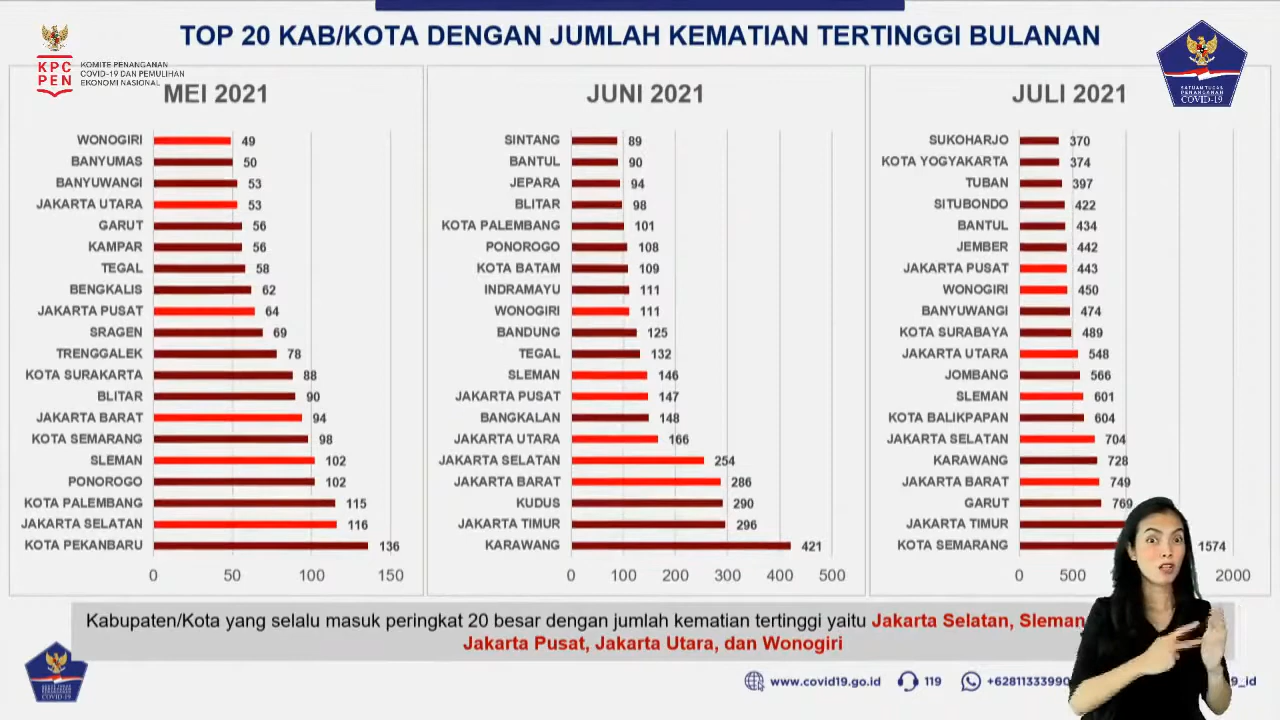 TOP 20 KAB/KOTA DENGAN JUMLAH KEMATIAN TERTINGGI BULANAN
KPC
PEN
KOMITE PENANGANAN
COVID-19 DAN PEMULIHAN
EKONOMI NASIONAL
SATUAN TUGAS
PENANGANAN
COVID-19
MEI 2021
WONOGIRI 49
BANYUMAS 50
BANYUWANGI 53
JAKARTA UTARA 53
GARUT 56
KAMPAR 56
TEGAL 58
BENGKALIS 62
JAKARTA PUSAT 64
SRAGEN 69
TRENGGALEK 78
KOTA SURAKARTA 88
BLITAR 90
JAKARTA BARAT 94
KOTA SEMARANG 98
SLEMAN 102
PONOROGO 102
KOTA PALEMBANG 115
JAKARTA SELATAN 116
KOTA PEKANBARU 136
0 50 100 150
JUNI 2021
SINTANG 89
BANTUL 90
JEPARA 94
BLITAR 98
KOTA PALEMBANG 101
PONOROGO 108
KOTA BATAM 109
INDRAMAYU 111
WONOGIRI 111
BANDUNG 125
TEGAL 132
SLEMAN 146
JAKARTA PUSAT 147
BANGKALAN 148
JAKARTA UTARA 166
JAKARTA SELATAN 254
JAKARTA BARAT 286
KUDUS 290
JAKARTA TIMUR 296
KARAWANG 421
0 100 200 300 400 500
JULI 2021
SUKOHARJO 370
KOTA YOGYAKARTA 374
TUBAN 397
SITUBONDO 422
BANTUL 434
JEMBER 442
JAKARTA PUSAT 443
WONOGIRI 450
BANYUWANGI 474
KOTA SURABAYA 489
JAKARTA UTARA 548
JOMBANG 566
SLEMAN 601
KOTA BALIKPAPAN 604
JAKARTA SELATAN 704
KARAWANG 728
JAKARTA BARAT 749
GARUT 769
JAKARTA TIMUR
KOTA SEMARANG 1574
0 500 2000
Kabupaten/Kota yang selalu masuk peringkat 20 besar dengan jumlah kematian tertinggi yaitu Jakarta Selatan, Sleman
Jakarta Pusat, Jakarta Utara, dan Wonogiri
COVID-19
www.covid19.go.id 119 +62811333990 9_id